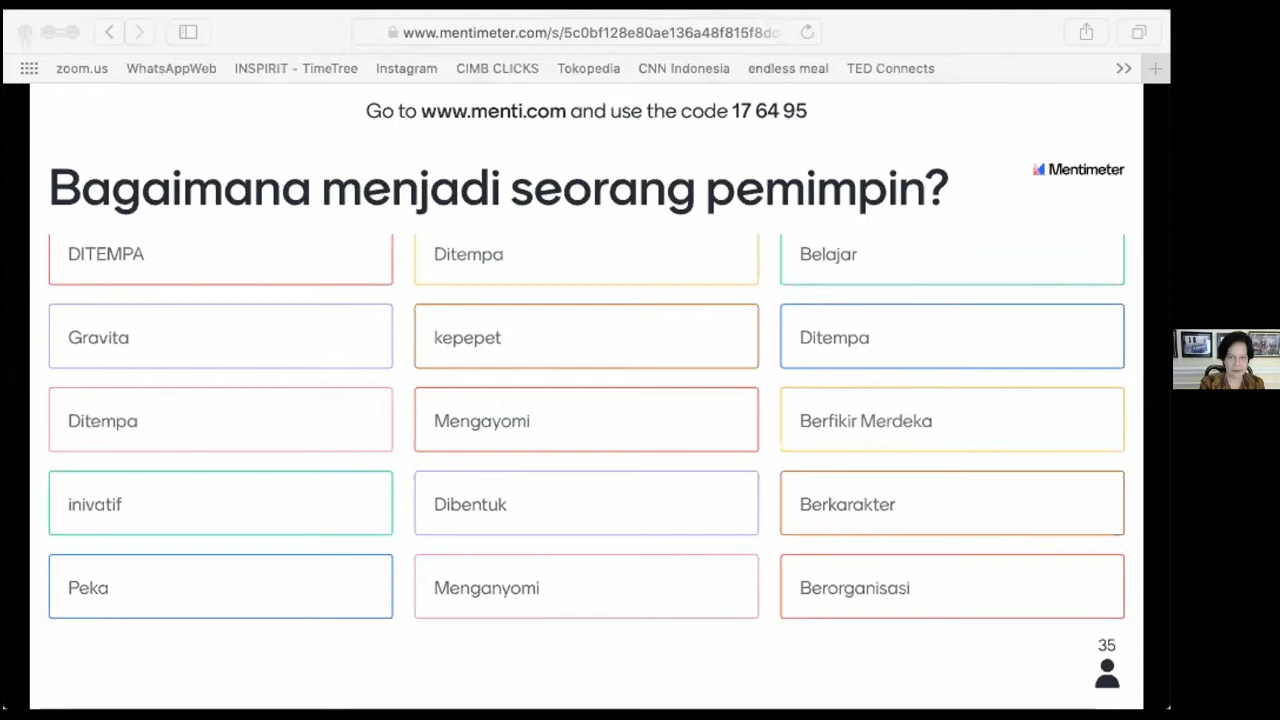 www.mentimeter.com/s/5c0bf128e80ae136a48f815f8dc
zoom.us WhatsAppWeb INSPIRIT - TimeTree Instagram CIMB CLICKS Tokopedia CNN Indonesia endless meal TED Connects
Go to www.menti.com and use the code 17 64 95
Bagaimana menjadi seorang pemimpin?
Mentimeter
DITEMPA Ditempa Belajar
Gravita kepepet Ditempa
Ditempa Mengayomi Berfikir Merdeka
inivatif Dibentuk Berkarakter
Peka Menganyomi Berorganisasi
35